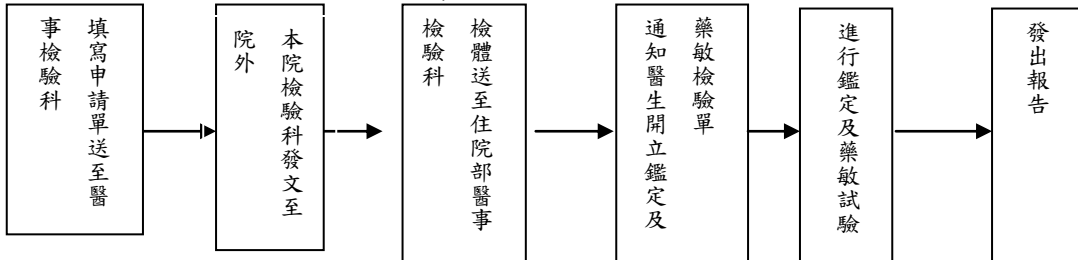 填寫申請單送至醫
事檢驗科
本院檢驗科發文至
院外
檢體送至住院部醫事
檢驗科
藥敏檢驗單
通知醫生開立鑑定及
進行鑑定及藥敏試驗
發出報告